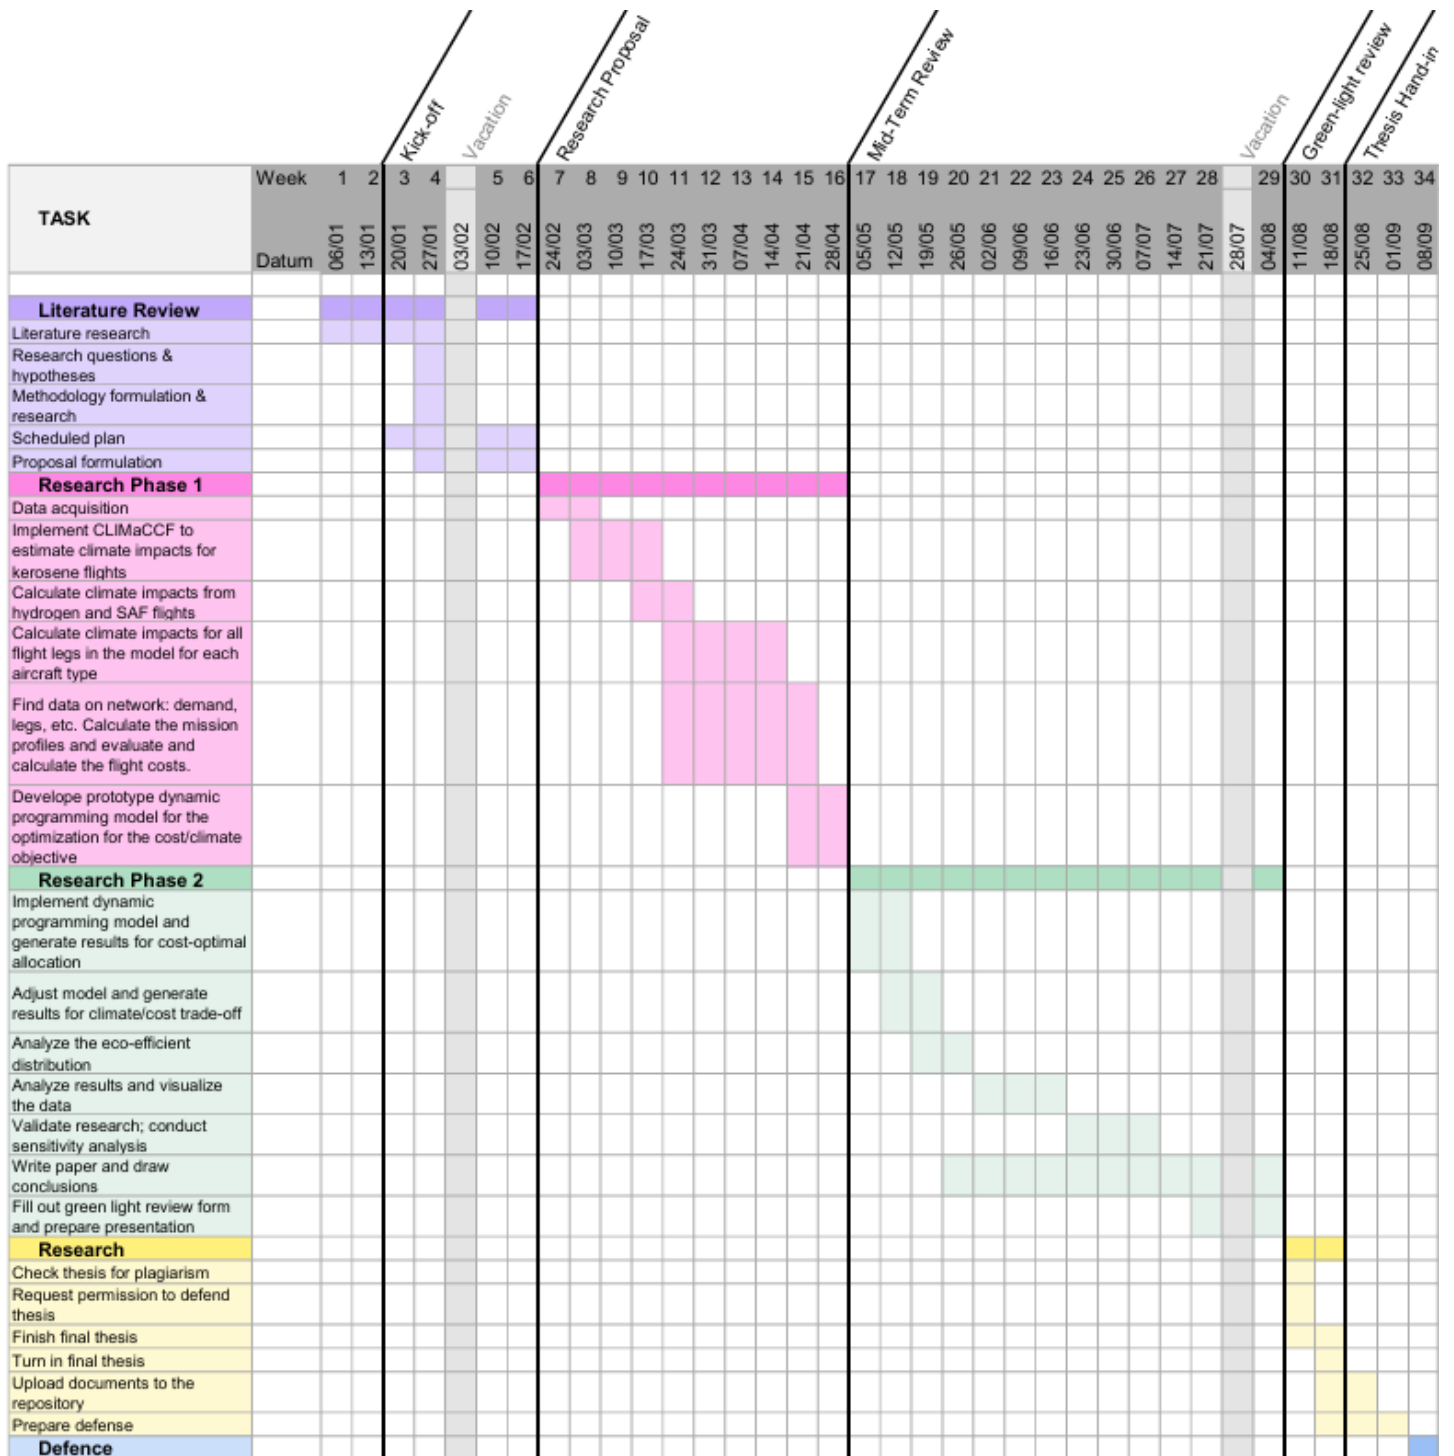 Kick-off
Vacation
Research Proposal
Mid-Term Review
Vacation
Green-light review
Thesis Hand-in
TASK
Week 1 2 3 4 5 6 7 8 9 10 11 12 13 14 15 16 17 18 19 20 21 22 23 24 25 26 27 28 29 30 31 32 33 34
Datum 06/01 13/01 20/01 27/01 03/02 10/02 17/02 24/02 03/03 10/03 17/03 24/03 31/03 07/04 14/04 21/04 28/04 05/05 12/05 19/05 26/05 02/06 09/06 16/06 23/06 30/06 07/07 14/07 21/07 28/07 04/08 11/08 18/08 25/08 01/09 08/09
Literature Review
Literature research
Research questions &
hypotheses
Methodology formulation &
research
Scheduled plan
Proposal formulation
Research Phase 1
Data acquisition
Implement CLIMaCCF to
estimate climate impacts for
kerosene flights
Calculate climate impacts from
hydrogen and SAF flights
Calculate climate impacts for all
flight legs in the model for each
aircraft type
Find data on network: demand,
legs, etc. Calculate the mission
profiles and evaluate and
calculate the flight costs.
Develope prototype dynamic
programming model for the
optimization for the cost/climate
objective
Research Phase 2
Implement dynamic
programming model and
generate results for cost-optimal
allocation
Adjust model and generate
results for climate/cost trade-off
Analyze the eco-efficient
distribution
Analyze results and visualize
the data
Validate research; conduct
sensitivity analysis
Write paper and draw
conclusions
Fill out green light review form
and prepare presentation
Research
Check thesis for plagiarism
Request permission to defend
thesis
Finish final thesis
Turn in final thesis
Upload documents to the
repository
Prepare defense
Defence